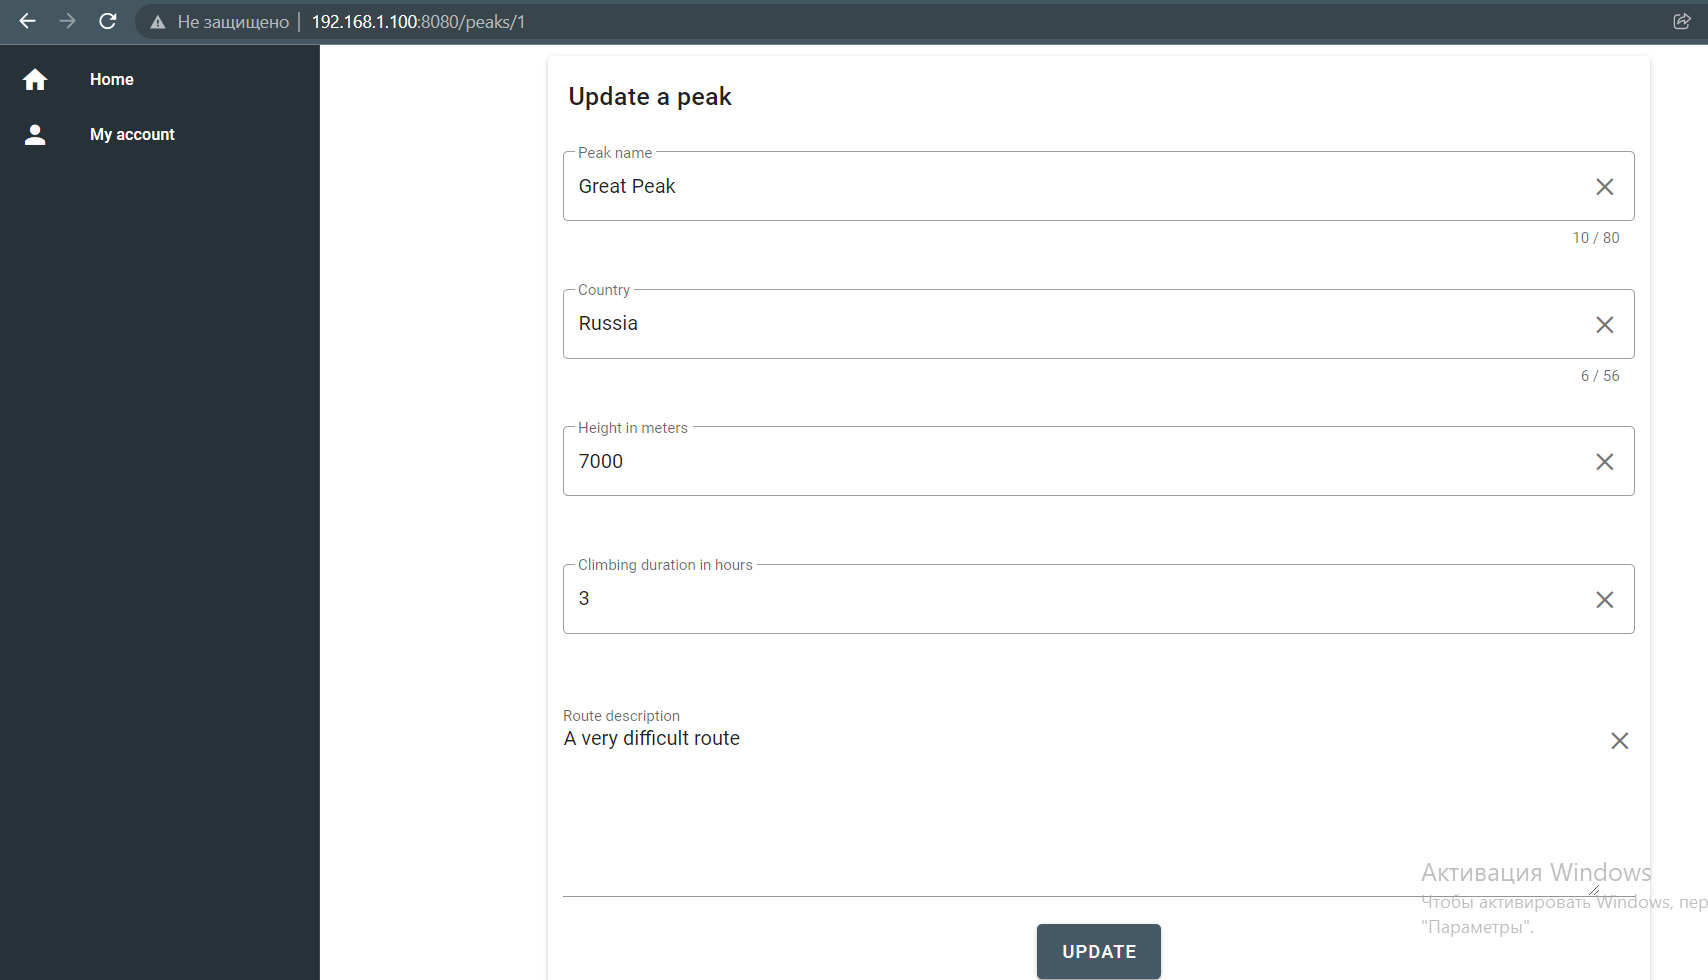 Не защищено | 192.168.1.100:8080/peaks/1
Home
My account
Update a peak
Peak name
Great Peak
10 / 80
Country
Russia
6 / 56
Height in meters
7000
Climbing duration in hours
3
Route description
A very difficult route
UPDATE
Активация Windows
Чтобы активировать Windows, пер
"Параметры".